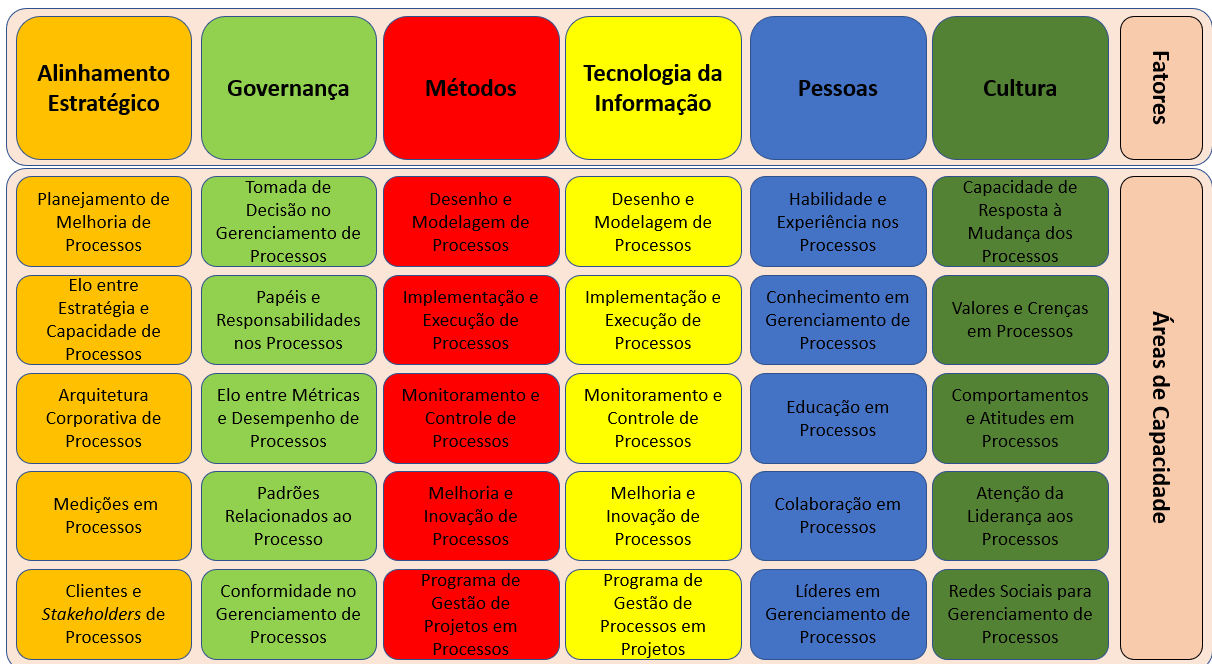 Alinhamento
Estratégico
Governança
Métodos
Tecnologia da
Informação
Pessoas
Cultura
Fatores
Planejamento de
Melhoria de
Processos
Tomada de
Decisão no
Gerenciamento de
Processos
Desenho e
Modelagem de
Processos
Desenho e
Modelagem de
Processos
Habilidade e
Experiência nos
Processos
Capacidade de
Resposta à
Mudança dos
Processos
Elo entre
Estratégia e
Capacidade de
Processos
Papéis e
Responsabilidades
nos Processos
Implementação e
Execução de
Processos
Implementação e
Execução de
Processos
Conhecimento em
Gerenciamento de
Processos
Valores e Crenças
em Processos
Arquitetura
Corporativa de
Processos
Elo entre Métricas
e Desempenho de
Processos
Monitoramento e
Controle de
Processos
Monitoramento e
Controle de
Processos
Educação em
Processos
Comportamentos
e Atitudes em
Processos
Medições em
Processos
Padrões
Relacionados ao
Processo
Melhoria e
Inovação de
Processos
Melhoria e
Inovação de
Processos
Colaboração em
Processos
Atenção da
Liderança aos
Processos
Clientes e
Stakeholders de
Processos
Conformidade no
Gerenciamento de
Processos
Programa de
Gestão de
Projetos em
Processos
Programa de
Gestão de
Processos em
Projetos
Líderes em
Gerenciamento de
Processos
Redes Sociais para
Gerenciamento de
Processos
Áreas de Capacidade